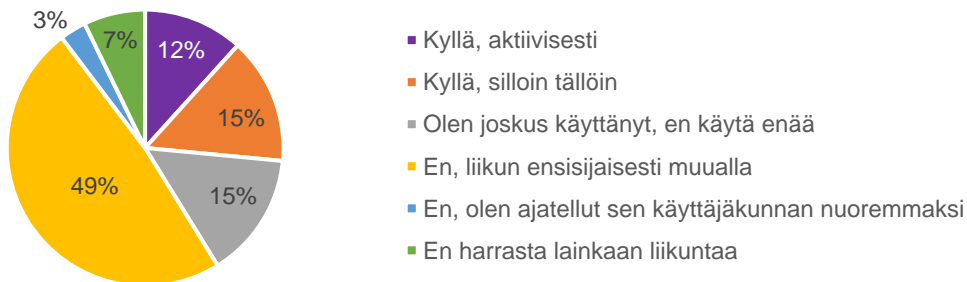 3%
7%
12%
15%
15%
49%
Kyllä, aktiivisesti
Kyllä, silloin tällöin
Olen joskus käyttänyt, en käytä enää
En, liikun ensisijaisesti muualla
En, olen ajatellut sen käyttäjäkunnan nuoremmaksi
En harrasta lainkaan liikuntaa